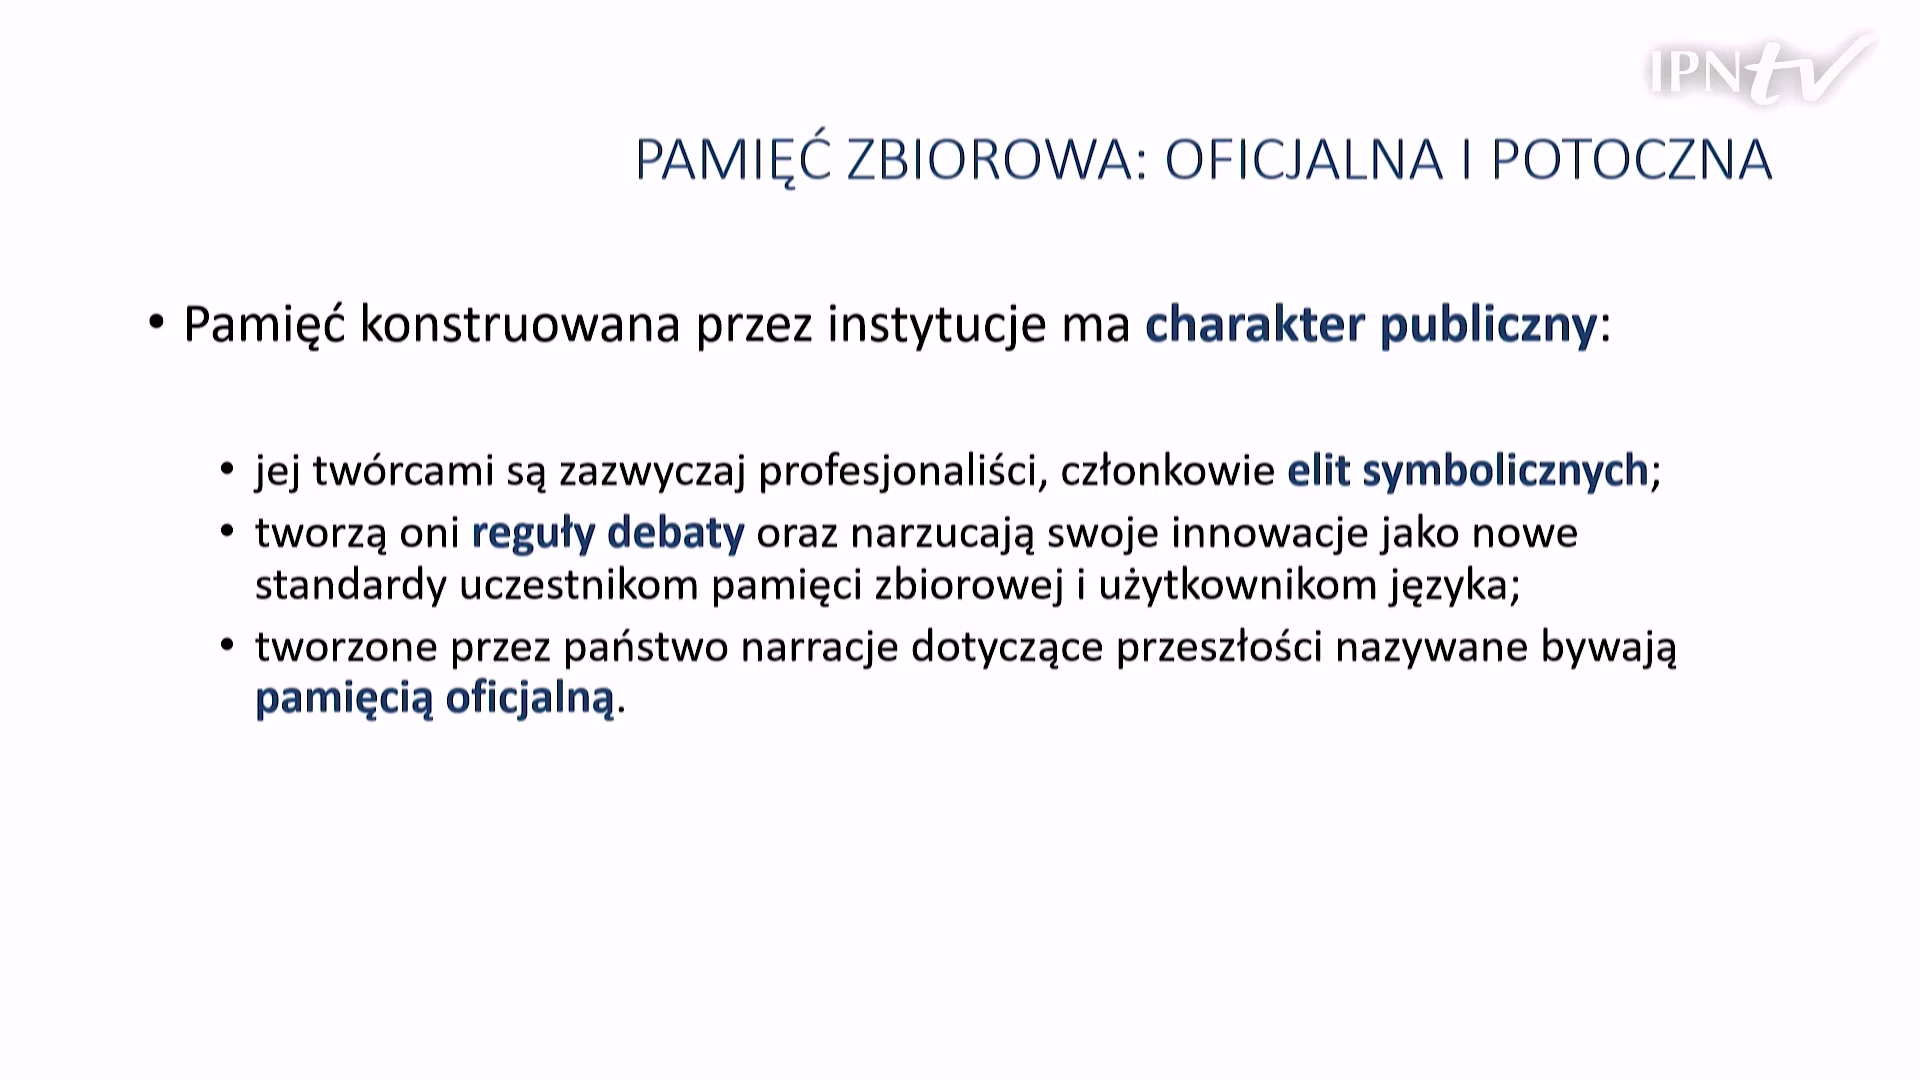 IPNtv
PAMIĘĆ ZBIOROWA: OFICJALNA I POTOCZNA
• Pamięć konstruowana przez instytucje ma charakter publiczny:
• jej twórcami są zazwyczaj profesjonaliści, członkowie elit symbolicznych;
• tworzą oni reguły debaty oraz narzucają swoje innowacje jako nowe
standardy uczestnikom pamięci zbiorowej i użytkownikom języka;
• tworzone przez państwo narracje dotyczące przeszłości nazywane bywają
pamięcią oficjalną.